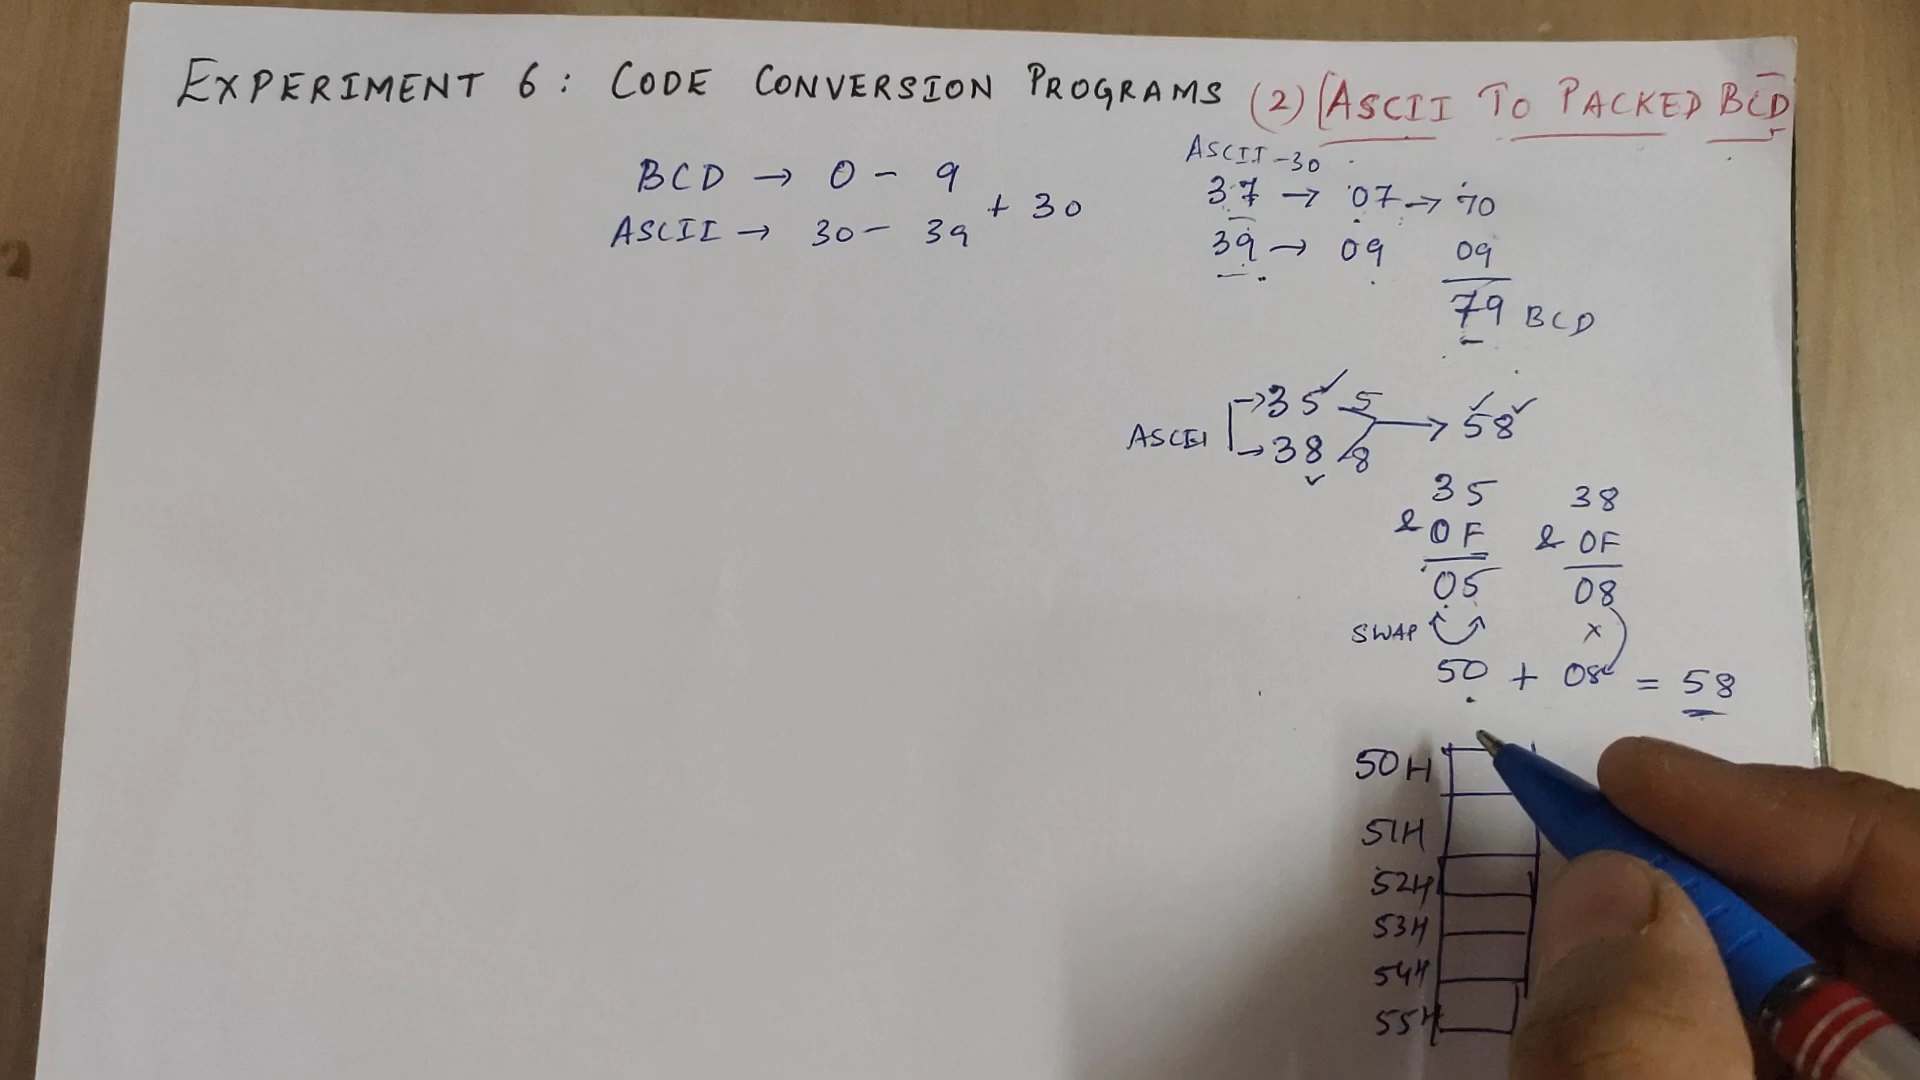 EXPERIMENT 6 : CODE CONVERSION PROGRAMS (2) [ASCII TO PACKED BCD
BCD → 0 - 9
ASCII → 30 - 39 + 30
ASCII -30
37 → 07 → 70
39 → 09 09
79 BCD
ASCII → 35 5 → 58
→ 38 8
35 38
& 0F & 0F
05 08
SWAP x
50 + 08 = 58
50H
51H
52H
53H
54H
55H